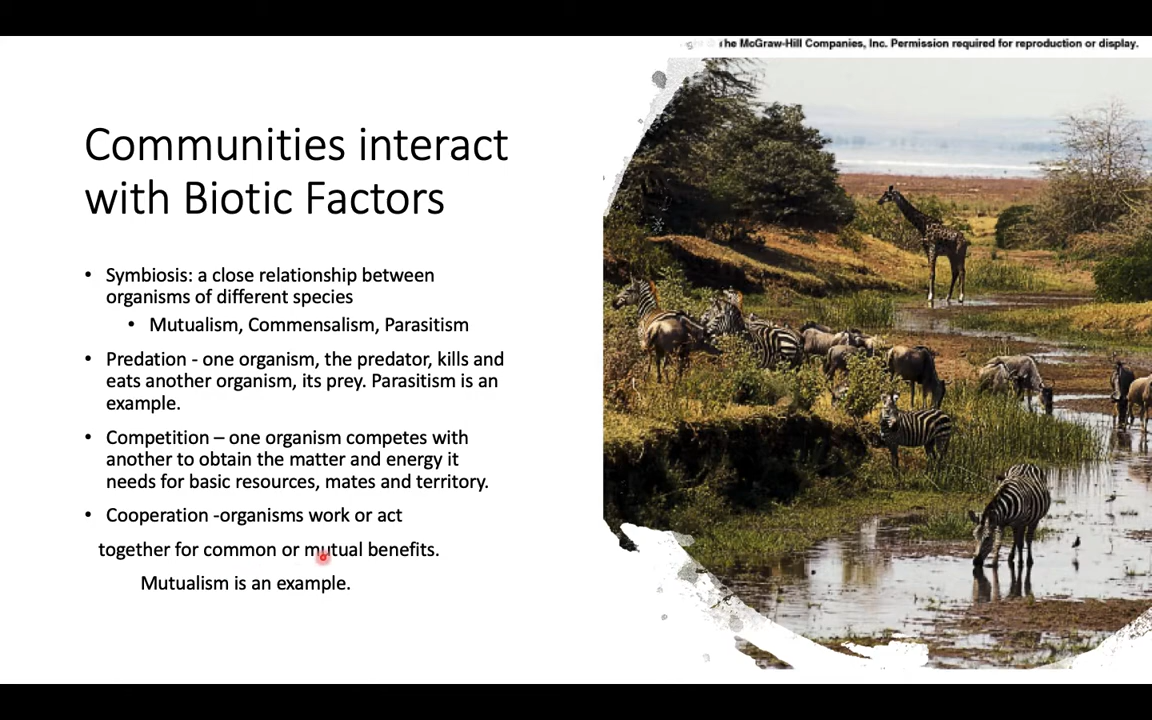 The McGraw-Hill Companies, Inc. Permission required for reproduction or display.
Communities interact
with Biotic Factors
• Symbiosis: a close relationship between
organisms of different species
• Mutualism, Commensalism, Parasitism
• Predation - one organism, the predator, kills and
eats another organism, its prey. Parasitism is an
example.
• Competition – one organism competes with
another to obtain the matter and energy it
needs for basic resources, mates and territory.
• Cooperation -organisms work or act
together for common or mutual benefits.
Mutualism is an example.